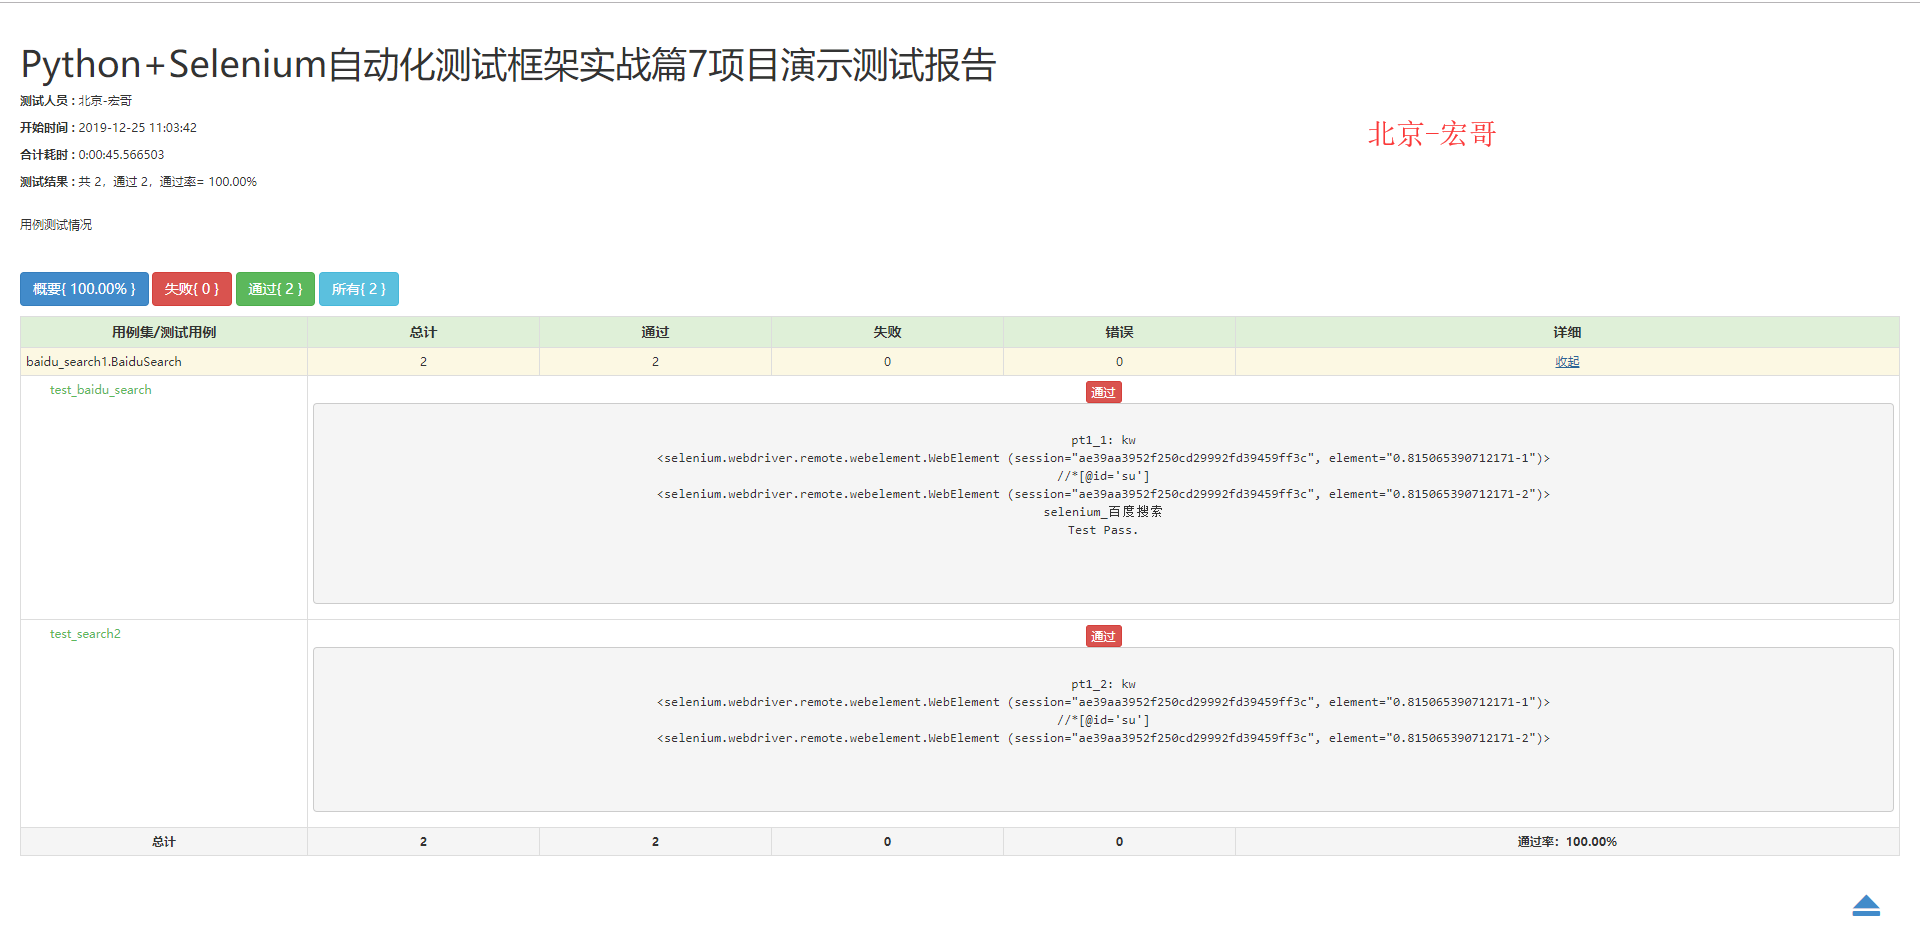 Python+Selenium自动化测试框架实战篇7项目演示测试报告
测试人员 : 北京-宏哥
开始时间 : 2019-12-25 11:03:42
北京-宏哥
合计耗时 : 0:00:45.566503
测试结果 : 共 2，通过 2，通过率= 100.00%
用例测试情况
概要{ 100.00% } 失败{ 0 } 通过{ 2 } 所有{ 2 }
用例集/测试用例 总计 通过 失败 错误 详细
baidu_search1.BaiduSearch 2 2 0 0 收起
test_baidu_search 通过
pt1_1: kw
<selenium.webdriver.remote.webelement.WebElement (session="ae39aa3952f250cd29992fd39459ff3c", element="0.815065390712171-1")>
//*[@id='su']
<selenium.webdriver.remote.webelement.WebElement (session="ae39aa3952f250cd29992fd39459ff3c", element="0.815065390712171-2")>
selenium_百度搜索
Test Pass.
test_search2 通过
pt1_2: kw
<selenium.webdriver.remote.webelement.WebElement (session="ae39aa3952f250cd29992fd39459ff3c", element="0.815065390712171-1")>
//*[@id='su']
<selenium.webdriver.remote.webelement.WebElement (session="ae39aa3952f250cd29992fd39459ff3c", element="0.815065390712171-2")>
总计 2 2 0 0 通过率：100.00%